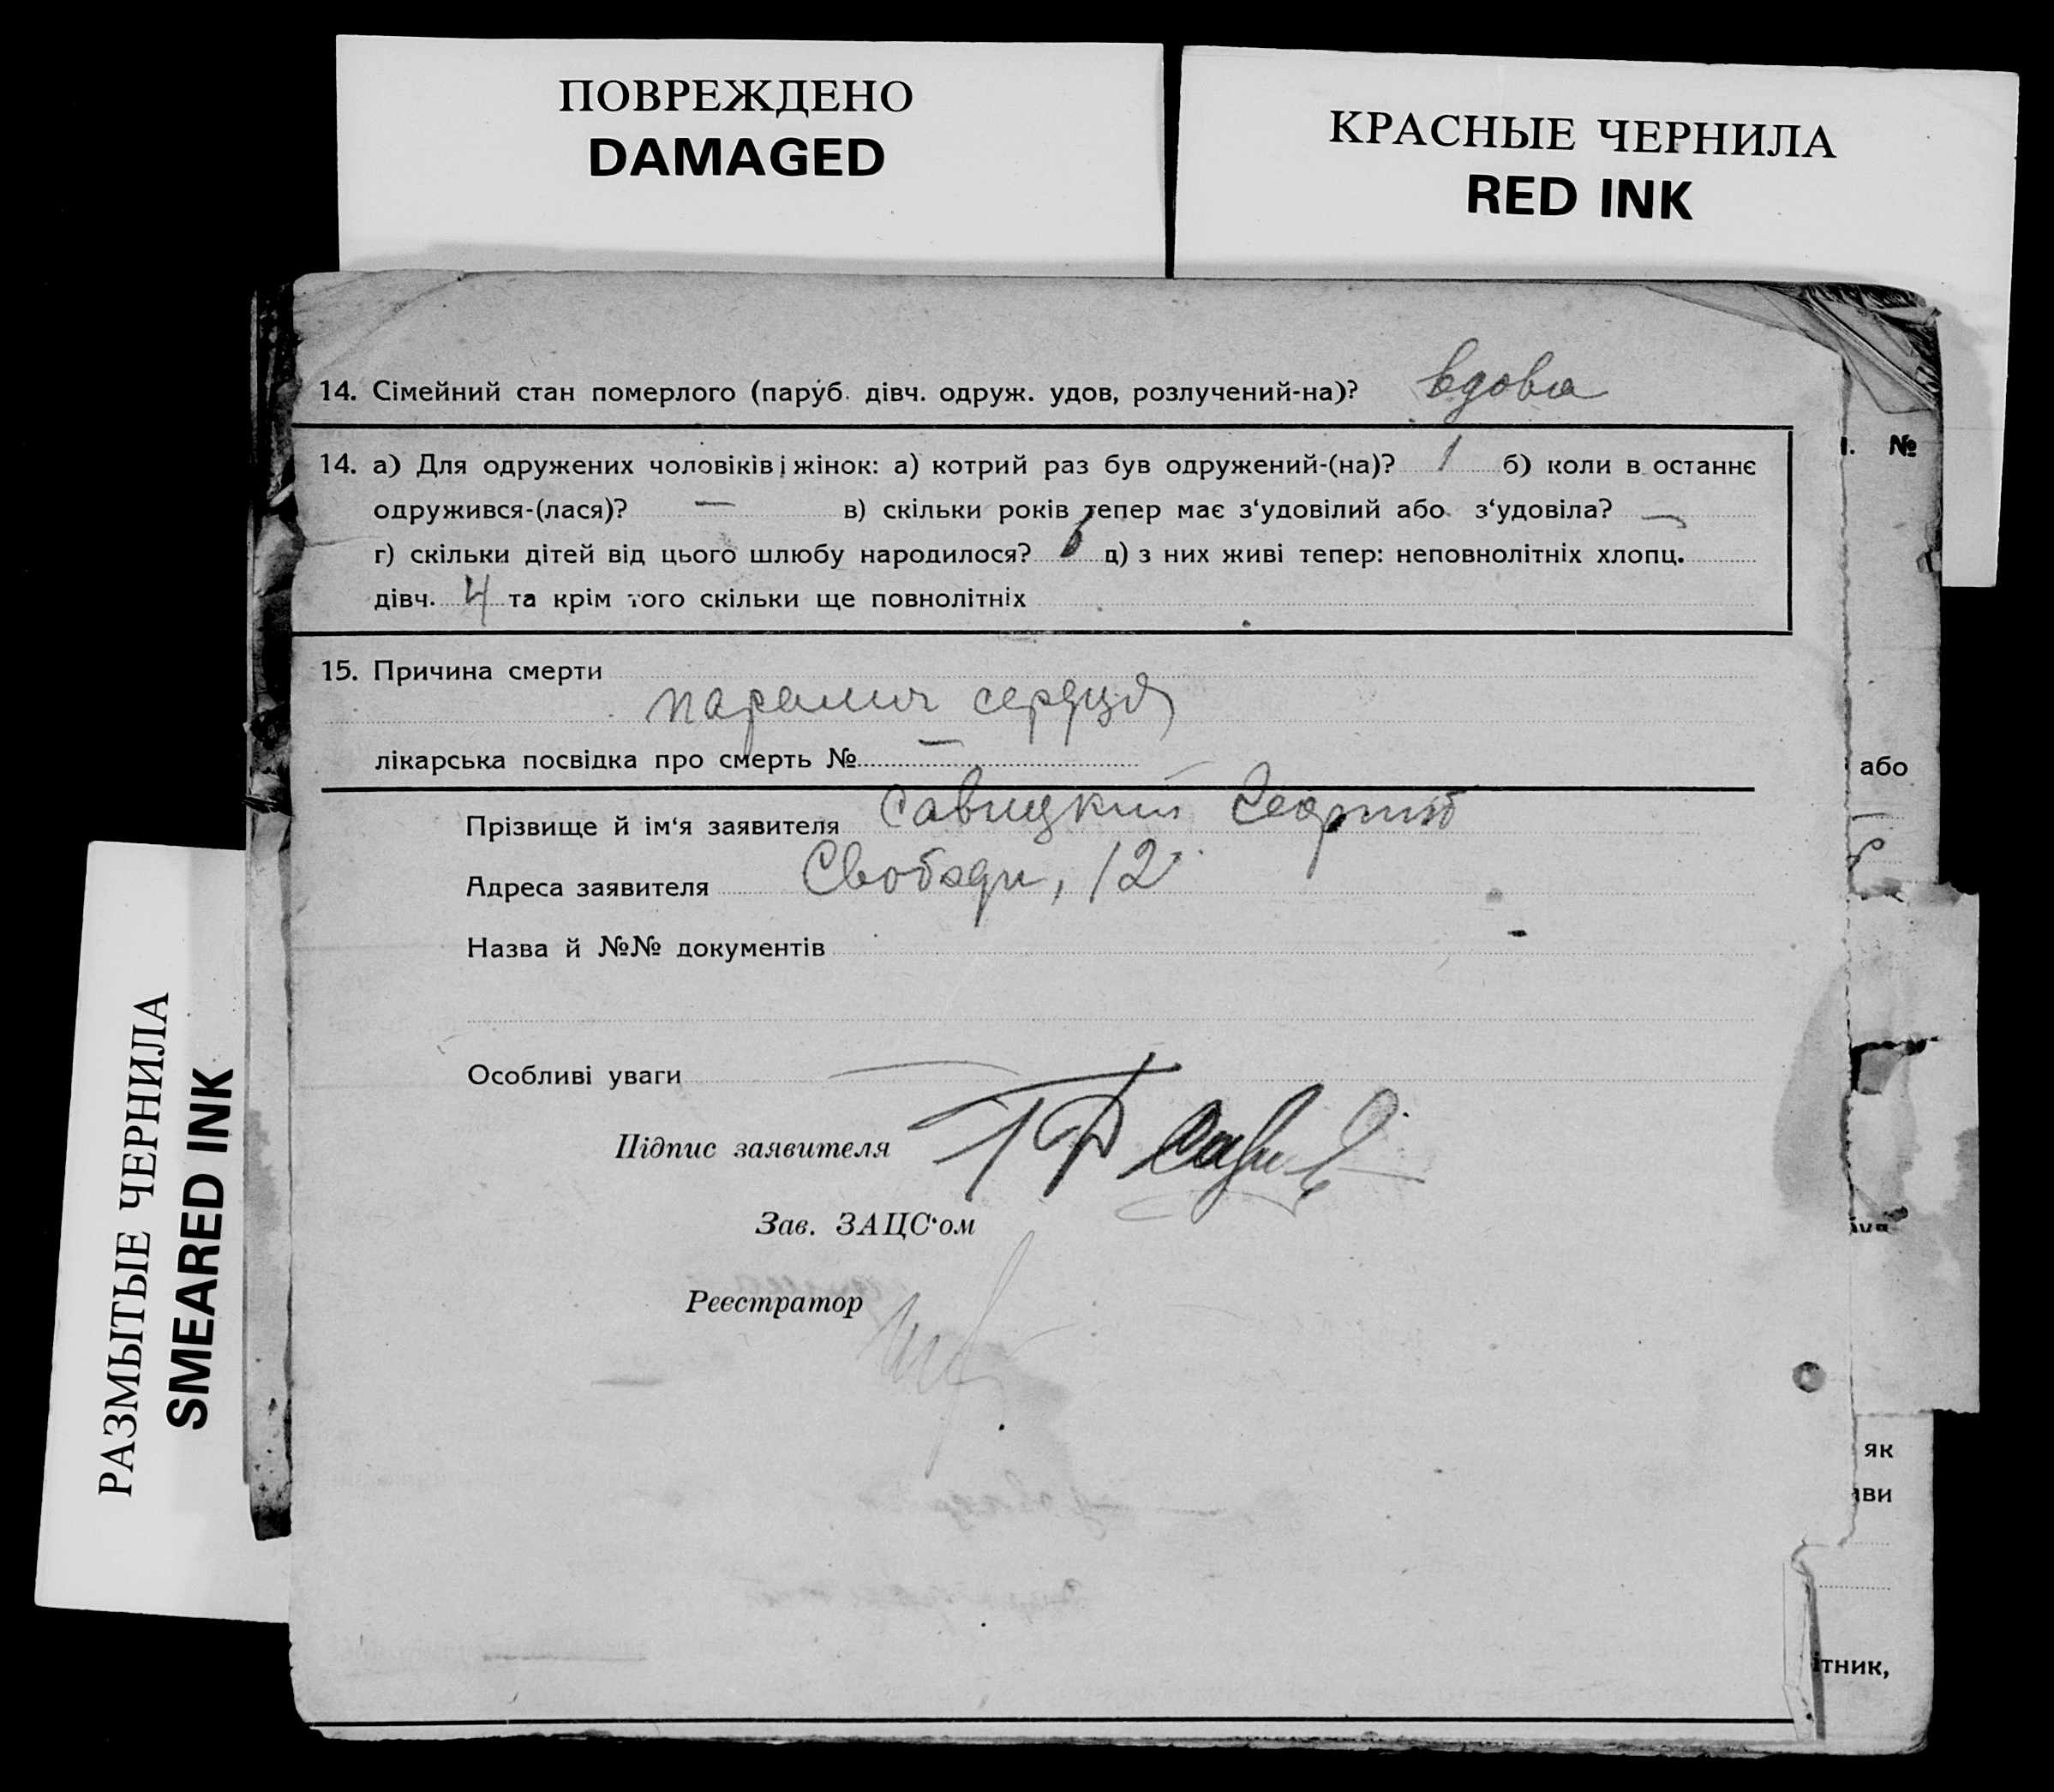 ПОВРЕЖДЕНО
DAMAGED
КРАСНЫЕ ЧЕРНИЛА
RED INK
14. Сімейний стан померлого (паруб. дівч. одруж. удов, розлучений-на)? вдова
14. а) Для одружених чоловіків і жінок: а) котрий раз був одружений-(на)? 1 б) коли в останнє
одружився-(лася)? — в) скільки років тепер має з‘удовілий або з‘удовіла? —
г) скільки дітей від цього шлюбу народилося? 6 д) з них живі тепер: неповнолітніх хлопц.
дівч. 4 та крім того скільки ще повнолітніх
15. Причина смерти
параліч серця
лікарська посвідка про смерть № —
Прізвище й ім‘я заявителя Савицкий Георгий
Адреса заявителя Свободи, 12
Назва й №№ документів
Особливі уваги —
Підпис заявителя
Зав. ЗАЦС‘ом
Реєстратор
РАЗМЫТЫЕ ЧЕРНИЛА
SMEARED INK
№
або
як
ітник,